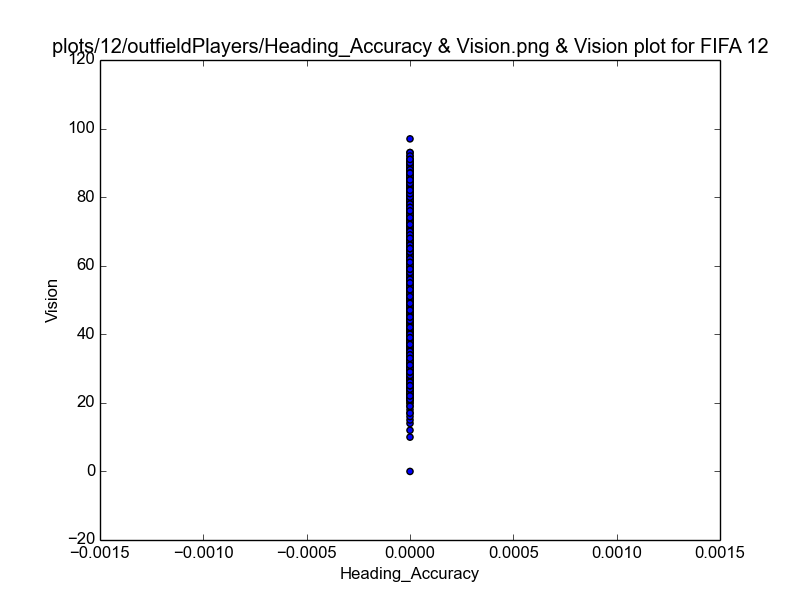 plots/12/outfieldPlayers/Heading_Accuracy & Vision.png & Vision plot for FIFA 12
120
100
80
60
40
20
0
−20
Vision
−0.0015 −0.0010 −0.0005 0.0000 0.0005 0.0010 0.0015
Heading_Accuracy